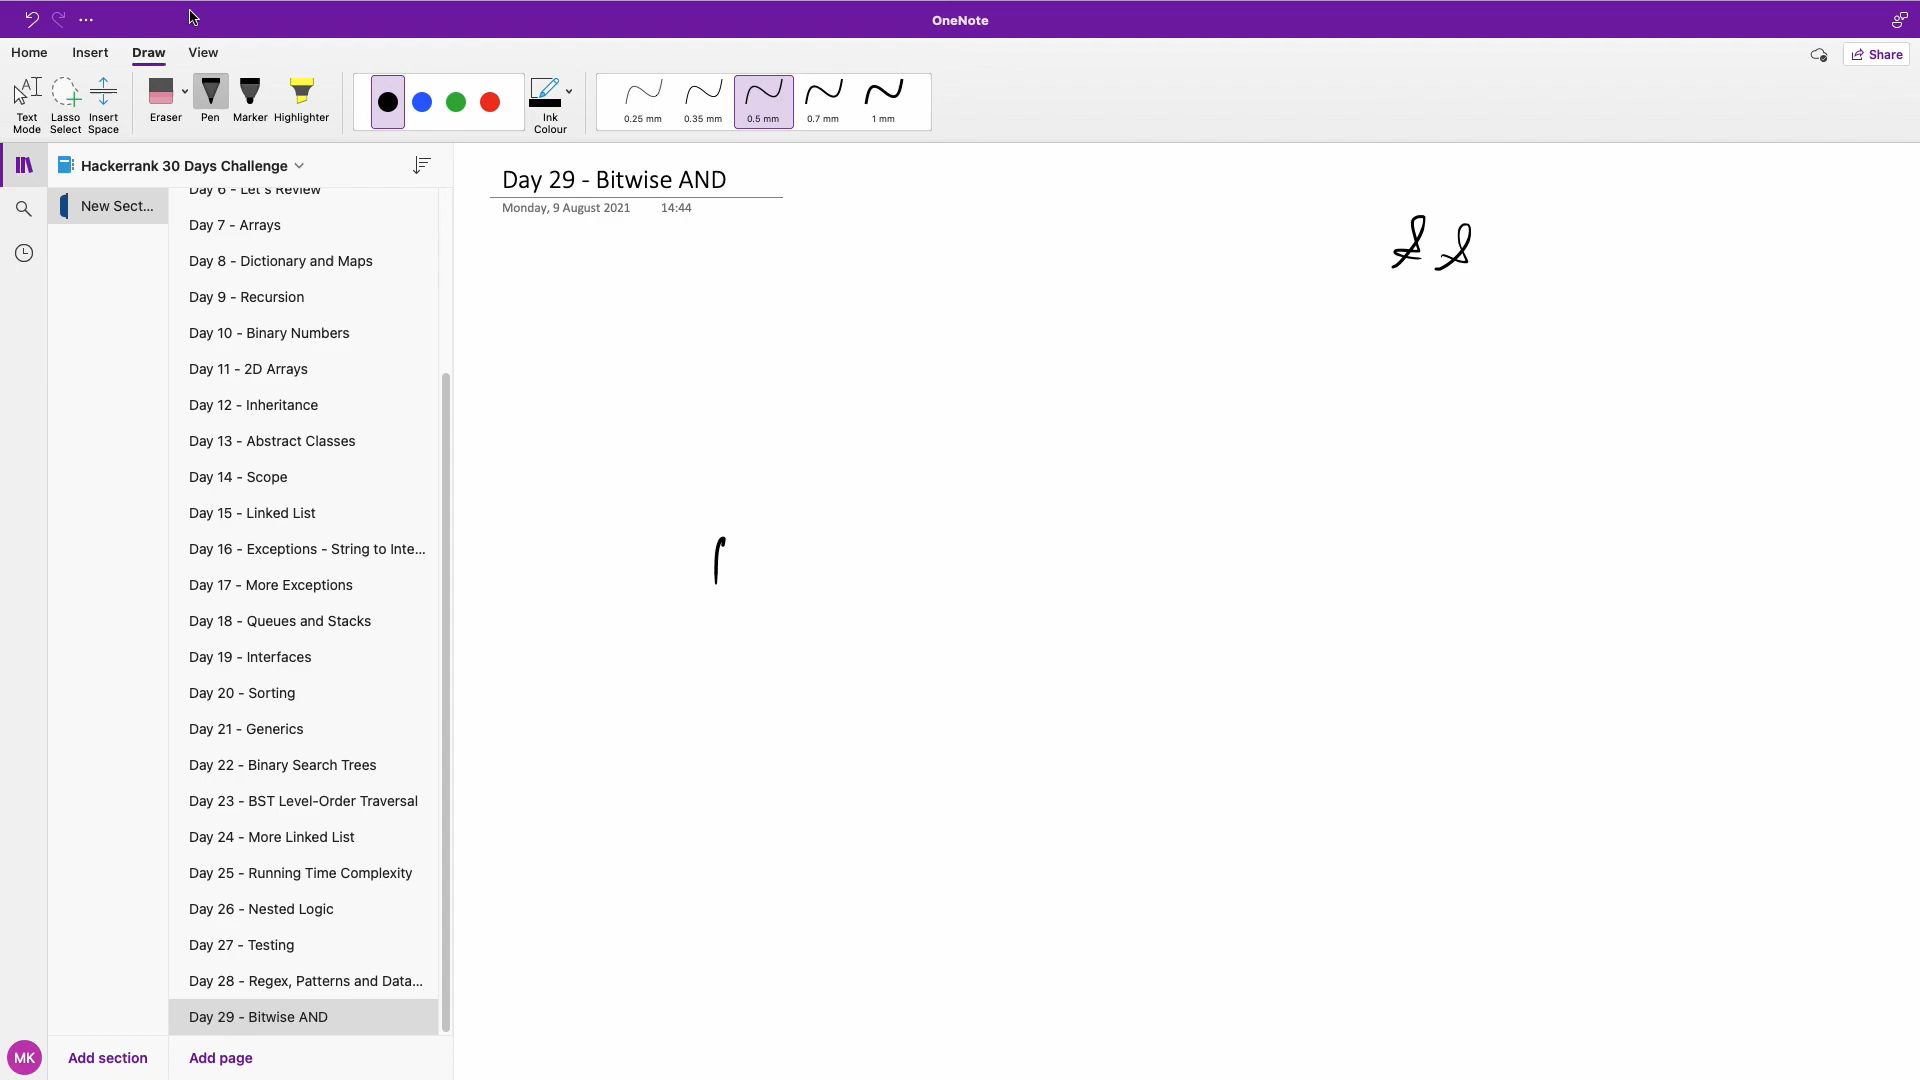 OneNote
Home Insert Draw View
Share
Text Mode
Lasso Select
Insert Space
Eraser
Pen
Marker
Highlighter
Ink Colour
0.25 mm
0.35 mm
0.5 mm
0.7 mm
1 mm
Hackerrank 30 Days Challenge
New Sect...
Day 6 - Let's Review
Day 7 - Arrays
Day 8 - Dictionary and Maps
Day 9 - Recursion
Day 10 - Binary Numbers
Day 11 - 2D Arrays
Day 12 - Inheritance
Day 13 - Abstract Classes
Day 14 - Scope
Day 15 - Linked List
Day 16 - Exceptions - String to Inte...
Day 17 - More Exceptions
Day 18 - Queues and Stacks
Day 19 - Interfaces
Day 20 - Sorting
Day 21 - Generics
Day 22 - Binary Search Trees
Day 23 - BST Level-Order Traversal
Day 24 - More Linked List
Day 25 - Running Time Complexity
Day 26 - Nested Logic
Day 27 - Testing
Day 28 - Regex, Patterns and Data...
Day 29 - Bitwise AND
MK
Add section
Add page
Day 29 - Bitwise AND
Monday, 9 August 2021 14:44